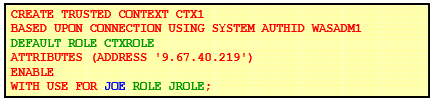 CREATE TRUSTED CONTEXT CTX1
BASED UPON CONNECTION USING SYSTEM AUTHID WASADM1
DEFAULT ROLE CTXROLE
ATTRIBUTES (ADDRESS '9.67.40.219')
ENABLE
WITH USE FOR JOE ROLE JROLE;